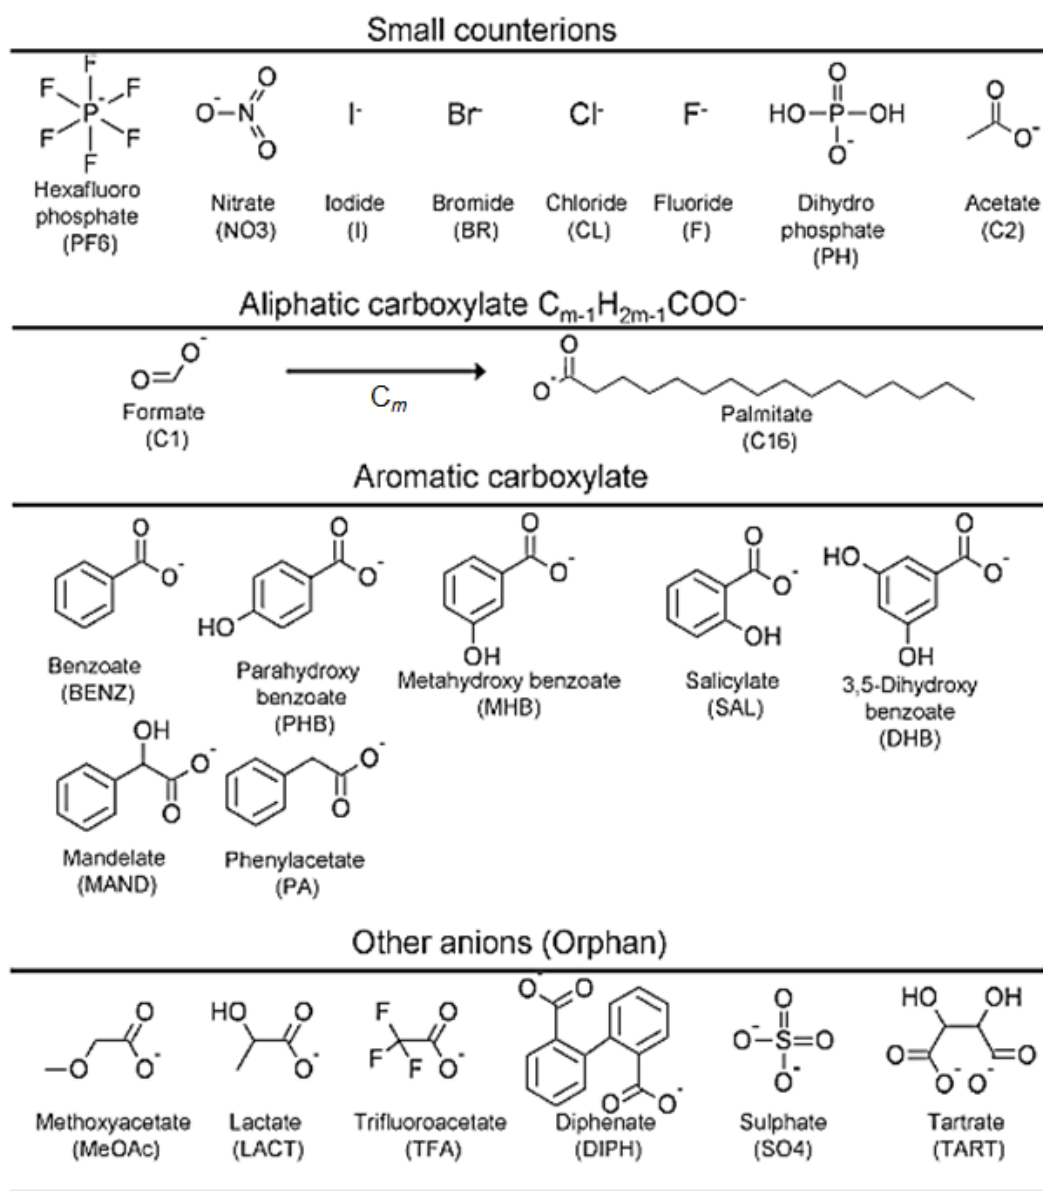 Small counterions
F
F F
P-
F F
F
O- N O O
I-
Br-
Cl-
F-
O
HO P OH
O-
O
O-
Hexafluoro
phosphate
(PF6)
Nitrate
(NO3)
Iodide
(I)
Bromide
(BR)
Chloride
(CL)
Fluoride
(F)
Dihydro
phosphate
(PH)
Acetate
(C2)
Aliphatic carboxylate Cm-1H2m-1COO-
O-
O
Formate
(C1)
Cm
O
O-
Palmitate
(C16)
Aromatic carboxylate
O
O-
Benzoate
(BENZ)
O
O-
HO
Parahydroxy
benzoate
(PHB)
O
O-
OH
Metahydroxy benzoate
(MHB)
O
O-
OH
Salicylate
(SAL)
O
HO O-
OH
3,5-Dihydroxy
benzoate
(DHB)
OH
O-
O
Mandelate
(MAND)
O-
O
Phenylacetate
(PA)
Other anions (Orphan)
O
O O-
Methoxyacetate
(MeOAc)
HO O
O-
Lactate
(LACT)
F O
F F O-
Trifluoroacetate
(TFA)
O- O
O O-
Diphenate
(DIPH)
O
O- S O
O-
Sulphate
(SO4)
HO OH
O O
O- O-
Tartrate
(TART)